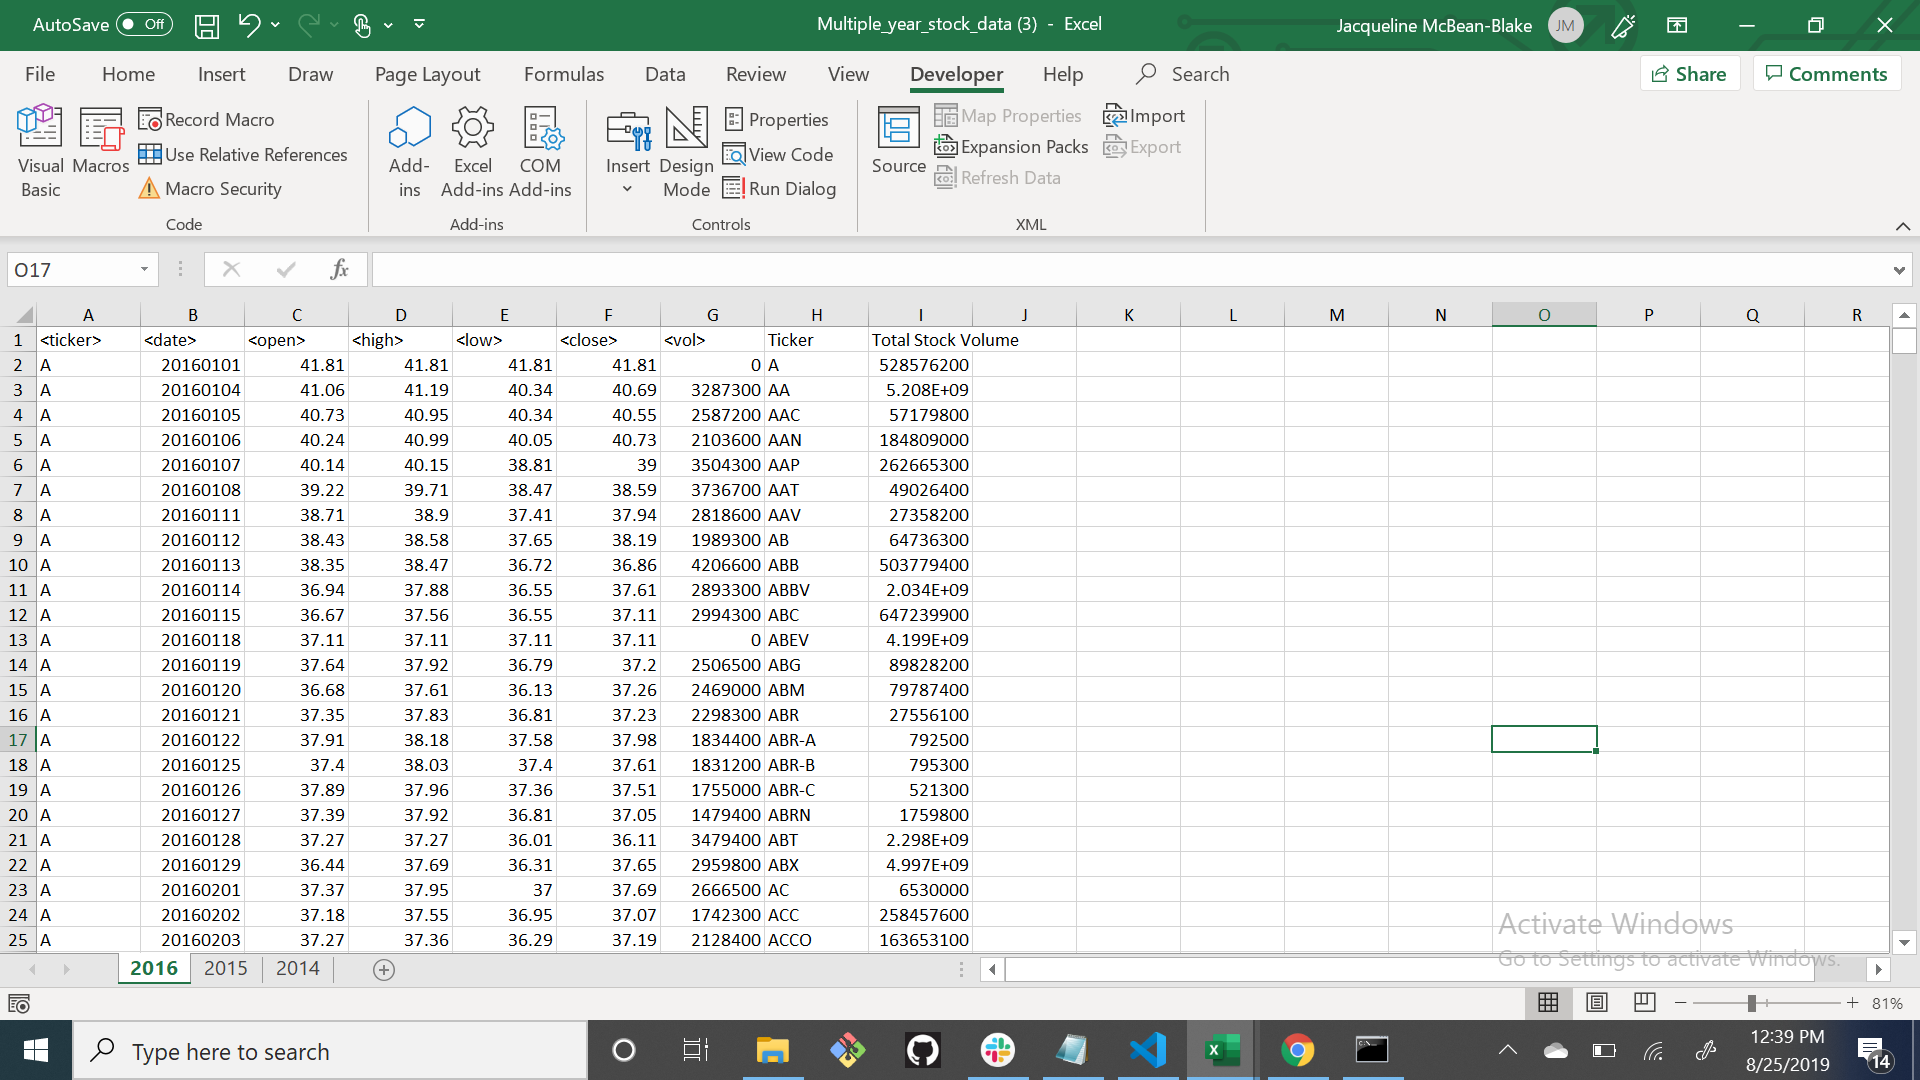 AutoSave Off
Multiple_year_stock_data (3) - Excel
Jacqueline McBean-Blake JM
File Home Insert Draw Page Layout Formulas Data Review View Developer Help Search Share Comments
Visual Basic
Macros
Record Macro
Use Relative References
Macro Security
Code
Add-ins
Excel Add-ins
COM Add-ins
Add-ins
Insert
Design Mode
Properties
View Code
Run Dialog
Controls
Source
Map Properties
Expansion Packs
Refresh Data
Import
Export
XML
O17 fx
A B C D E F G H I J K L M N O P Q R
1 <ticker> <date> <open> <high> <low> <close> <vol> Ticker Total Stock Volume
2 A 20160101 41.81 41.81 41.81 41.81 0 A 528576200
3 A 20160104 41.06 41.19 40.34 40.69 3287300 AA 5.208E+09
4 A 20160105 40.73 40.95 40.34 40.55 2587200 AAC 57179800
5 A 20160106 40.24 40.99 40.05 40.73 2103600 AAN 184809000
6 A 20160107 40.14 40.15 38.81 39 3504300 AAP 262665300
7 A 20160108 39.22 39.71 38.47 38.59 3736700 AAT 49026400
8 A 20160111 38.71 38.9 37.41 37.94 2818600 AAV 27358200
9 A 20160112 38.43 38.58 37.65 38.19 1989300 AB 64736300
10 A 20160113 38.35 38.47 36.72 36.86 4206600 ABB 503779400
11 A 20160114 36.94 37.88 36.55 37.61 2893300 ABBV 2.034E+09
12 A 20160115 36.67 37.56 36.55 37.11 2994300 ABC 647239900
13 A 20160118 37.11 37.11 37.11 37.11 0 ABEV 4.199E+09
14 A 20160119 37.64 37.92 36.79 37.2 2506500 ABG 89828200
15 A 20160120 36.68 37.61 36.13 37.26 2469000 ABM 79787400
16 A 20160121 37.35 37.83 36.81 37.23 2298300 ABR 27556100
17 A 20160122 37.91 38.18 37.58 37.98 1834400 ABR-A 792500
18 A 20160125 37.4 38.03 37.4 37.61 1831200 ABR-B 795300
19 A 20160126 37.89 37.96 37.36 37.51 1755000 ABR-C 521300
20 A 20160127 37.39 37.92 36.81 37.05 1479400 ABRN 1759800
21 A 20160128 37.27 37.27 36.01 36.11 3479400 ABT 2.298E+09
22 A 20160129 36.44 37.69 36.31 37.65 2959800 ABX 4.997E+09
23 A 20160201 37.37 37.95 37 37.69 2666500 AC 6530000
24 A 20160202 37.18 37.55 36.95 37.07 1742300 ACC 258457600
25 A 20160203 37.27 37.36 36.29 37.19 2128400 ACCO 163653100
Activate Windows
Go to Settings to activate Windows.
2016 2015 2014
81%
Type here to search
12:39 PM
8/25/2019
14